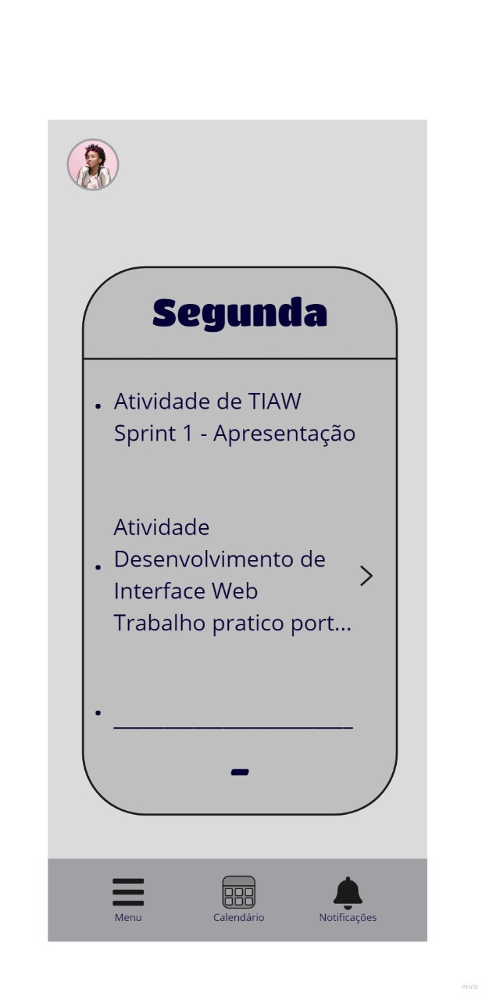 Segunda
• Atividade de TIAW
Sprint 1 - Apresentação
Atividade
• Desenvolvimento de
Interface Web
Trabalho pratico port...
• ________________________
-
Menu
Calendário
Notificações
miro